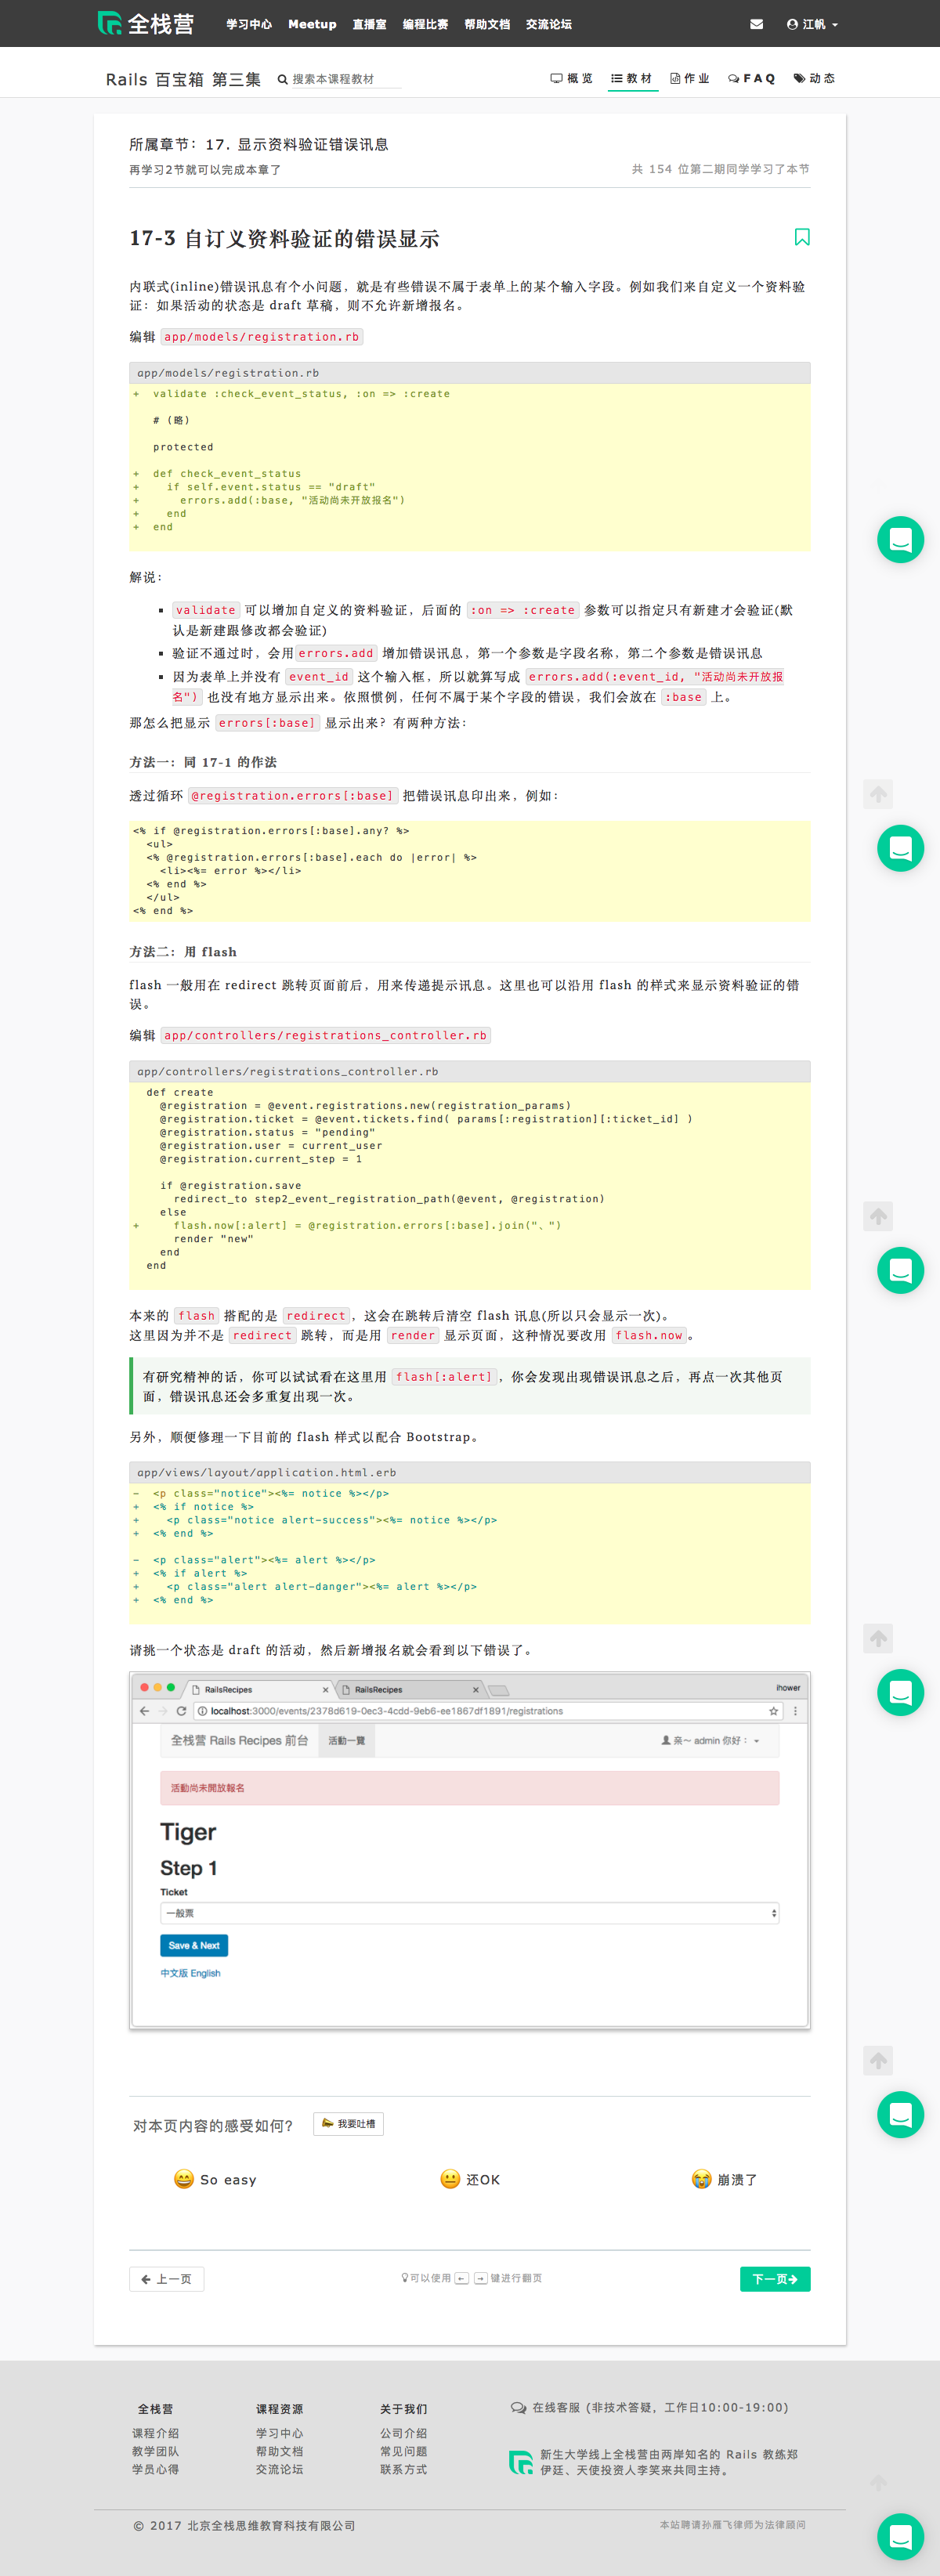 全栈营 学习中心 Meetup 直播室 编程比赛 帮助文档 交流论坛 江帆
Rails 百宝箱 第三集 搜索本课程教材 概览 教材 作业 FAQ 动态
所属章节：17. 显示资料验证错误讯息
再学习2节就可以完成本章了 共 154 位第二期同学学习了本节
17-3 自订义资料验证的错误显示
内联式(inline)错误讯息有个小问题，就是有些错误不属于表单上的某个输入字段。例如我们来自定义一个资料验
证：如果活动的状态是 draft 草稿，则不允许新增报名。
编辑 app/models/registration.rb
app/models/registration.rb
+  validate :check_event_status, :on => :create
   # (略)
   protected
+  def check_event_status
+    if self.event.status == "draft"
+      errors.add(:base, "活动尚未开放报名")
+    end
+  end
解说：
▪ validate 可以增加自定义的资料验证，后面的 :on => :create 参数可以指定只有新建才会验证(默
认是新建跟修改都会验证)
▪ 验证不通过时，会用 errors.add 增加错误讯息，第一个参数是字段名称，第二个参数是错误讯息
▪ 因为表单上并没有 event_id 这个输入框，所以就算写成 errors.add(:event_id, "活动尚未开放报
名") 也没有地方显示出来。依照惯例，任何不属于某个字段的错误，我们会放在 :base 上。
那怎么把显示 errors[:base] 显示出来？有两种方法：
方法一：同 17-1 的作法
透过循环 @registration.errors[:base] 把错误讯息印出来，例如：
<% if @registration.errors[:base].any? %>
  <ul>
  <% @registration.errors[:base].each do |error| %>
    <li><%= error %></li>
  <% end %>
  </ul>
<% end %>
方法二：用 flash
flash 一般用在 redirect 跳转页面前后，用来传递提示讯息。这里也可以沿用 flash 的样式来显示资料验证的错
误。
编辑 app/controllers/registrations_controller.rb
app/controllers/registrations_controller.rb
  def create
    @registration = @event.registrations.new(registration_params)
    @registration.ticket = @event.tickets.find( params[:registration][:ticket_id] )
    @registration.status = "pending"
    @registration.user = current_user
    @registration.current_step = 1
    if @registration.save
      redirect_to step2_event_registration_path(@event, @registration)
    else
+     flash.now[:alert] = @registration.errors[:base].join("、")
      render "new"
    end
  end
本来的 flash 搭配的是 redirect，这会在跳转后清空 flash 讯息(所以只会显示一次)。
这里因为并不是 redirect 跳转，而是用 render 显示页面，这种情况要改用 flash.now。
有研究精神的话，你可以试试看在这里用 flash[:alert]，你会发现出现错误讯息之后，再点一次其他页
面，错误讯息还会多重复出现一次。
另外，顺便修理一下目前的 flash 样式以配合 Bootstrap。
app/views/layout/application.html.erb
-  <p class="notice"><%= notice %></p>
+  <% if notice %>
+    <p class="notice alert-success"><%= notice %></p>
+  <% end %>
-  <p class="alert"><%= alert %></p>
+  <% if alert %>
+    <p class="alert alert-danger"><%= alert %></p>
+  <% end %>
请挑一个状态是 draft 的活动，然后新增报名就会看到以下错误了。
RailsRecipes RailsRecipes ihower
localhost:3000/events/2378d619-0ec3-4cdd-9eb6-ee1867df1891/registrations
全栈营 Rails Recipes 前台 活動一覽 亲～ admin 你好：
活動尚未開放報名
Tiger
Step 1
Ticket
一般票
Save & Next
中文版 English
对本页内容的感受如何？ 我要吐槽
So easy 还OK 崩溃了
← 上一页 可以使用 ← → 键进行翻页 下一页→
全栈营 课程资源 关于我们 在线客服 (非技术答疑，工作日10:00-19:00)
课程介绍 学习中心 公司介绍
教学团队 帮助文档 常见问题 新生大学线上全栈营由两岸知名的 Rails 教练郑
学员心得 交流论坛 联系方式 伊廷、天使投资人李笑来共同主持。
© 2017 北京全栈思维教育科技有限公司 本站聘请孙雁飞律师为法律顾问